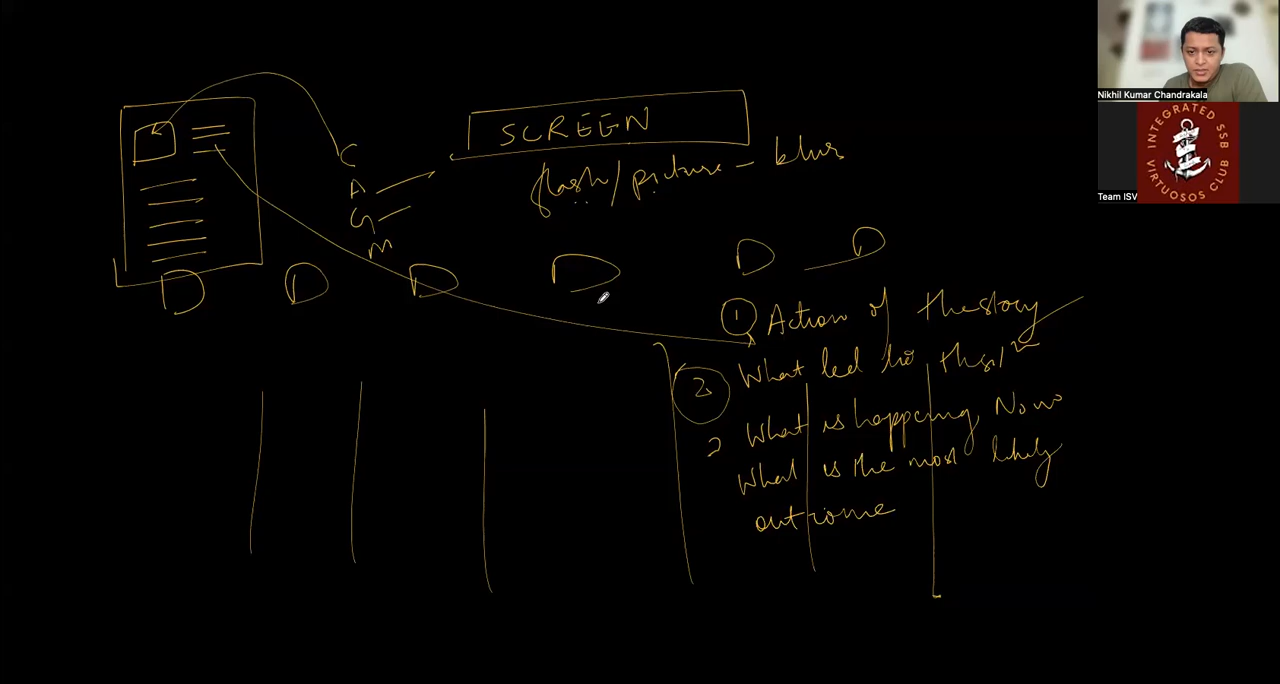 SCREEN
flash/picture - blur
C
A
G
M
D D D D D D
1 Action of the story
2 What led to this
What is happening Now
What is the most likely
outcome
Nikhil Kumar Chandrakala
INTEGRATED SSB
VIRTUOSOS CLUB
Team ISV